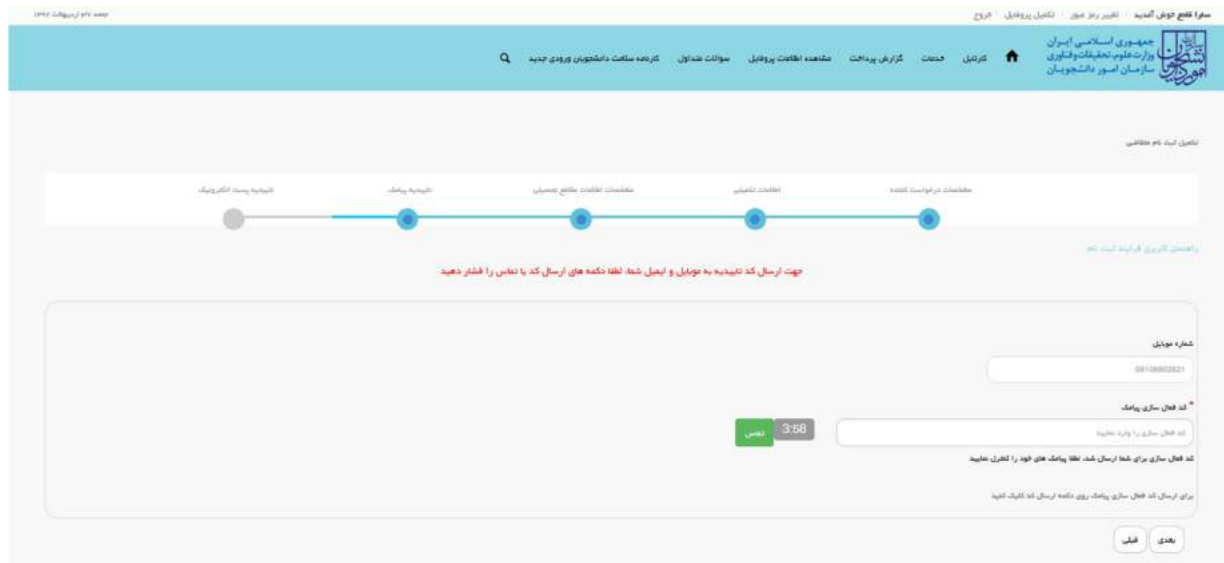 سارا قلعج خوش آمدید | تغییر رمز عبور | تکمیل پروفایل | خروج
جمهوری اسلامی ایران
وزارت علوم، تحقیقات و فناوری
سازمان امور دانشجویان
کارتابل خدمات گزارش پرداخت مشاهده اطلاعات پروفایل سوالات متداول کارنامه سلامت دانشجویان ورودی جدید
تکمیل ثبت نام متقاضی
مشخصات درخواست کننده اطلاعات تکمیلی مشخصات اطلاعات مقاطع تحصیلی تاییدیه پیامک تاییدیه پست الکترونیک
راهنمای کاربری فرایند ثبت نام
جهت ارسال کد تاییدیه به موبایل و ایمیل شما، لطفا دکمه های ارسال کد یا تماس را فشار دهید
شماره موبایل
* کد فعال سازی پیامک
کد فعال سازی را وارد نمایید
3:58 تماس
کد فعال سازی برای شما ارسال شد، لطفا پیامک های خود را کنترل نمایید
برای ارسال کد فعال سازی پیامک روی دکمه ارسال کد کلیک کنید
بعدی قبلی